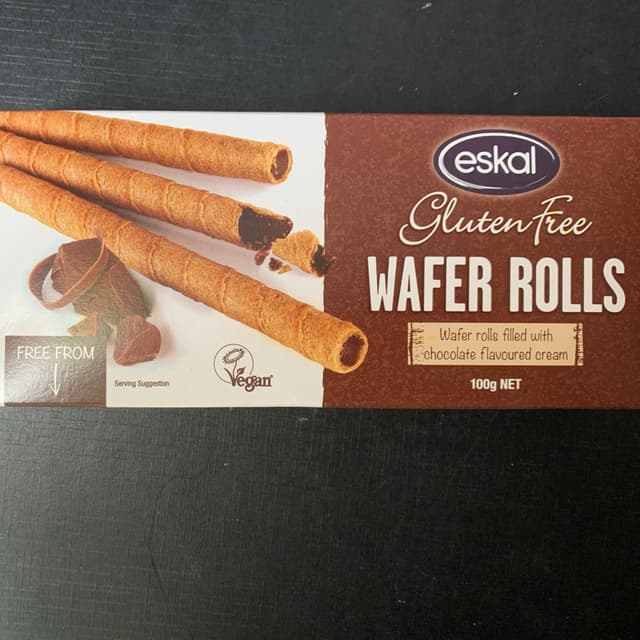 eskal
Gluten Free
WAFER ROLLS
Wafer rolls filled with
chocolate flavoured cream
100g NET
FREE FROM
Serving Suggestion
Vegan